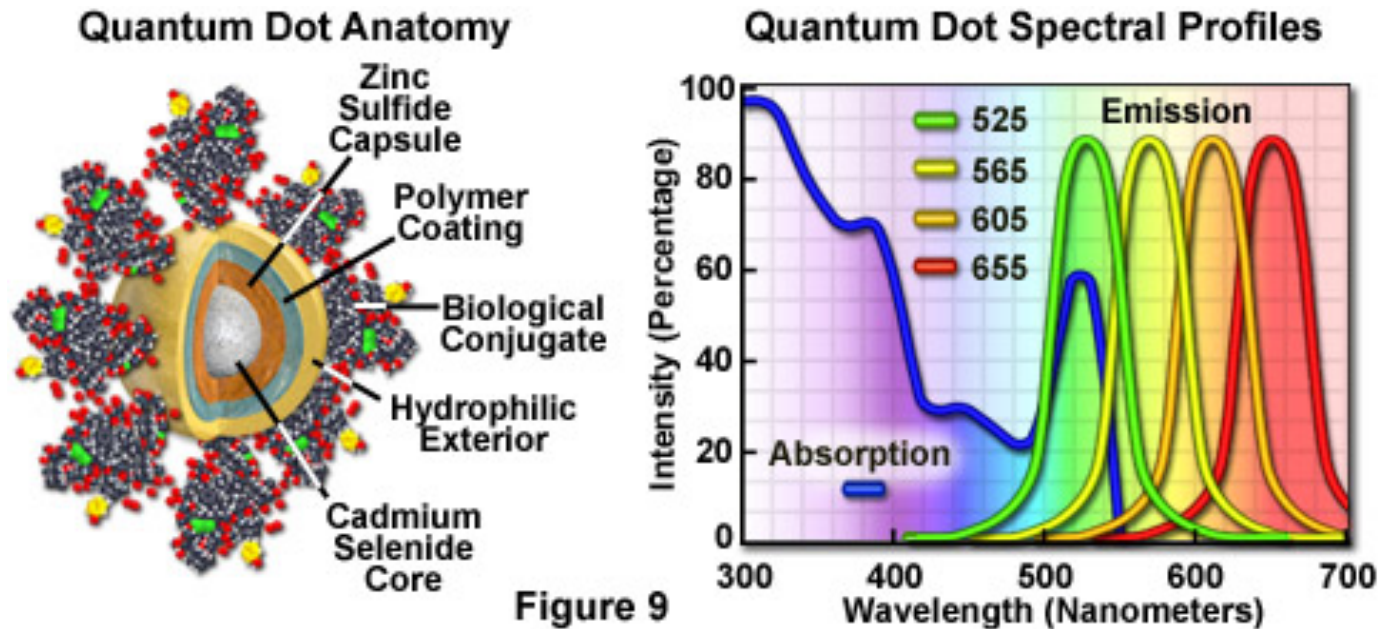 Quantum Dot Anatomy
Zinc
Sulfide
Capsule
Polymer
Coating
Biological
Conjugate
Hydrophilic
Exterior
Cadmium
Selenide
Core
Figure 9
Quantum Dot Spectral Profiles
Intensity (Percentage)
100
80
60
40
20
0
Emission
525
565
605
655
Absorption
300 400 500 600 700
Wavelength (Nanometers)